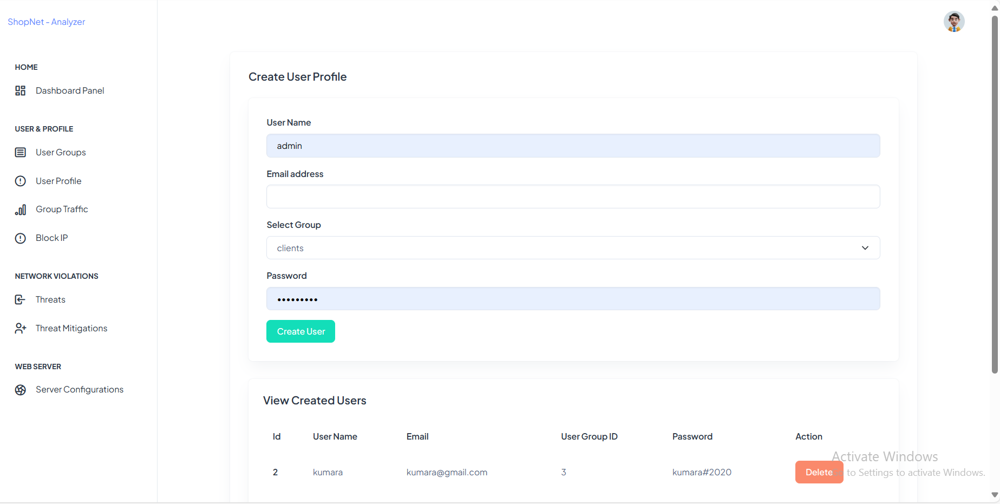 ShopNet - Analyzer
HOME
Dashboard Panel
USER & PROFILE
User Groups
User Profile
Group Traffic
Block IP
NETWORK VIOLATIONS
Threats
Threat Mitigations
WEB SERVER
Server Configurations
Create User Profile
User Name
admin
Email address
Select Group
clients
Password
•••••••••
Create User
View Created Users
Id User Name Email User Group ID Password Action
2 kumara kumara@gmail.com 3 kumara#2020 Delete
Activate Windows
Go to Settings to activate Windows.